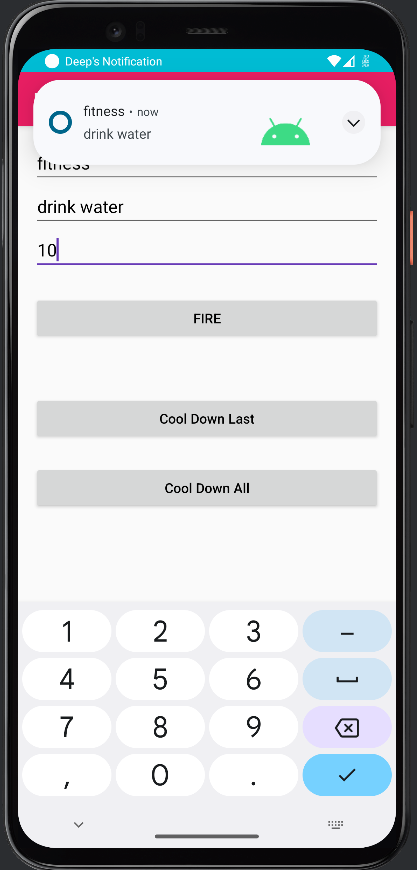 Deep's Notification
fitness • now
drink water
fitness
drink water
10
FIRE
Cool Down Last
Cool Down All
1 2 3 –
4 5 6
7 8 9
, 0 .